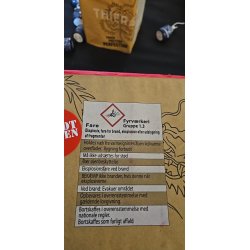 THERA
Fare
Fyrværkeri
Gruppe 1.3
Eksplosiv, fare for brand, eksplosion eller udslyngning
af fragmenter.
Holdes væk fra varme/gnister/åben ild/varme
overflader. Rygning forbudt
Må ikke udsættes for stød
Bær øjenbeskyttelse
Eksplosionsfare ved brand
BEKÆMP IKKE branden, hvis denne når
eksplosiverne
Ved brand: Evakuer området
Opbevares i overensstemmelse med
gældende lovgivning
Bortskaffes i overensstemmelse med
nationale regler.
Bortskaffes som farligt affald